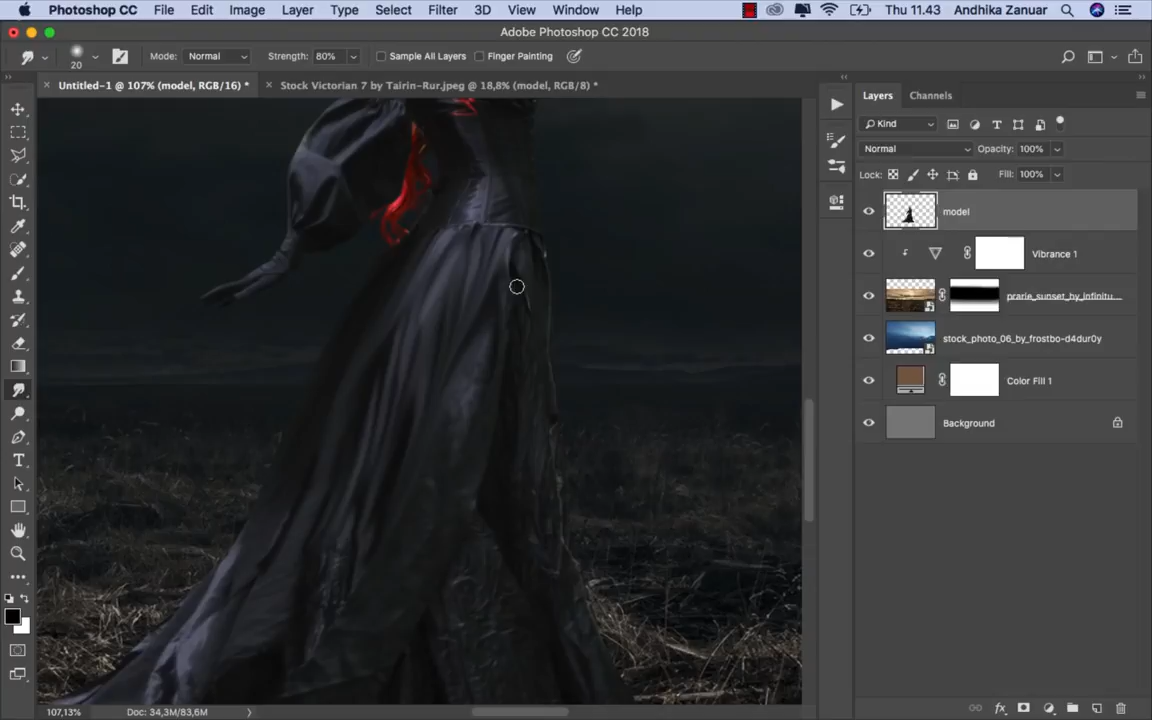 Photoshop CC File Edit Image Layer Type Select Filter 3D View Window Help Thu 11.43 Andhika Zanuar
Adobe Photoshop CC 2018
20 Mode: Normal Strength: 80% Sample All Layers Finger Painting
Untitled-1 @ 107% (model, RGB/16) * Stock Victorian 7 by Tairin-Rur.jpeg @ 18,8% (model, RGB/8) *
Layers Channels
Kind
Normal Opacity: 100%
Lock: Fill: 100%
model
Vibrance 1
prarie_sunset_by_infinitu...
stock_photo_06_by_frostbo-d4dur0y
Color Fill 1
Background
107,13% Doc: 34,3M/83,6M